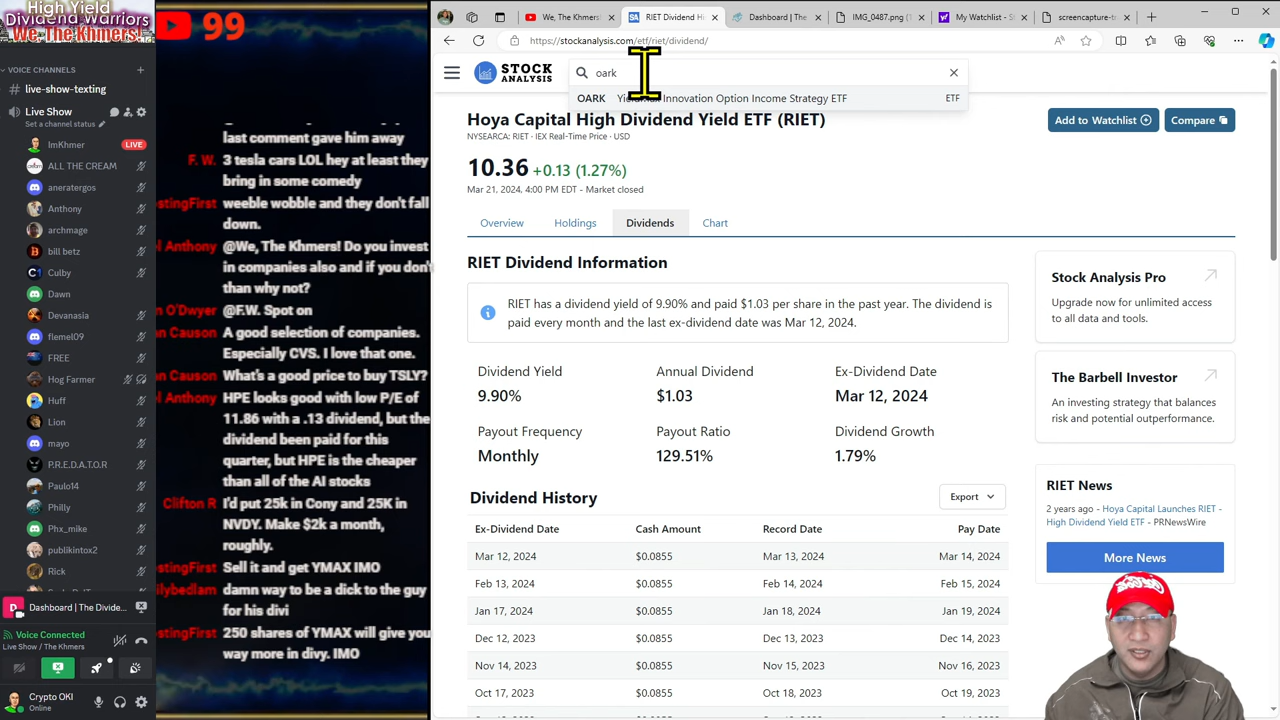 High Yield
Dividend Warriors
We, The Khmers!
VOICE CHANNELS
live-show-texting
Live Show
Set a channel status
ImKhmer
LIVE
ALL THE CREAM
aneratergos
Anthony
archmage
bill betz
Culby
Dawn
Devanasia
flemel09
FREE
Hog Farmer
Huff
Lion
mayo
P.R.E.D.A.T.O.R
Paulo14
Philly
Phx_mike
publikintox2
Rick
Dashboard | The Divide...
Voice Connected
Live Show / The Khmers
Crypto OKI
Online
99
last comment gave him away
F. W. 3 tesla cars LOL hey at least they
bring in some comedy
stingFirst weeble wobble and they don't fall
down.
el Anthony @We, The Khmers! Do you invest
in companies also and if you don't
than why not?
n O'Dwyer @F.W. Spot on
n Causon A good selection of companies.
Especially CVS. I love that one.
n Causon What's a good price to buy TSLY?
el Anthony HPE looks good with low P/E of
11.86 with a .13 dividend, but the
dividend been paid for this
quarter, but HPE is the cheaper
than all of the AI stocks
Clifton R I'd put 25k in Cony and 25K in
NVDY. Make $2k a month,
roughly.
stingFirst Sell it and get YMAX IMO
ilybedlam damn way to be a dick to the guy
for his divi
stingFirst 250 shares of YMAX will give you
way more in divy. IMO
We, The Khmers!
RIET Dividend Hi
Dashboard | The
IMG_0487.png (
My Watchlist - St
screencapture-tr
https://stockanalysis.com/etf/riet/dividend/
STOCK
ANALYSIS
oark
OARK Innovation Option Income Strategy ETF ETF
Hoya Capital High Dividend Yield ETF (RIET)
NYSEARCA: RIET · IEX Real-Time Price · USD
Add to Watchlist
Compare
10.36 +0.13 (1.27%)
Mar 21, 2024, 4:00 PM EDT - Market closed
Overview Holdings Dividends Chart
RIET Dividend Information
RIET has a dividend yield of 9.90% and paid $1.03 per share in the past year. The dividend is
paid every month and the last ex-dividend date was Mar 12, 2024.
Dividend Yield Annual Dividend Ex-Dividend Date
9.90% $1.03 Mar 12, 2024
Payout Frequency Payout Ratio Dividend Growth
Monthly 129.51% 1.79%
Dividend History
Export
Ex-Dividend Date Cash Amount Record Date Pay Date
Mar 12, 2024 $0.0855 Mar 13, 2024 Mar 14, 2024
Feb 13, 2024 $0.0855 Feb 14, 2024 Feb 15, 2024
Jan 17, 2024 $0.0855 Jan 18, 2024 Jan 19, 2024
Dec 12, 2023 $0.0855 Dec 13, 2023 Dec 14, 2023
Nov 14, 2023 $0.0855 Nov 15, 2023 Nov 16, 2023
Oct 17, 2023 $0.0855 Oct 18, 2023 Oct 19, 2023
Stock Analysis Pro
Upgrade now for unlimited access
to all data and tools.
The Barbell Investor
An investing strategy that balances
risk and potential outperformance.
RIET News
2 years ago - Hoya Capital Launches RIET -
High Dividend Yield ETF - PRNewsWire
More News